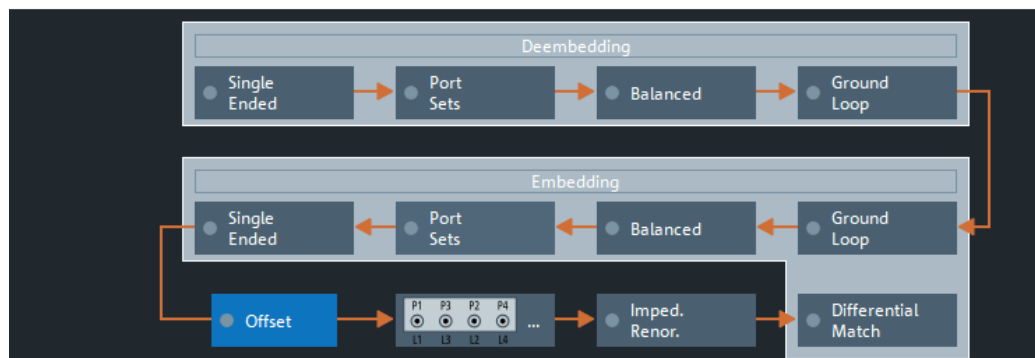 Deembedding
Single
Ended
Port
Sets
Balanced
Ground
Loop
Embedding
Single
Ended
Port
Sets
Balanced
Ground
Loop
Offset
P1 P3 P2 P4
L1 L3 L2 L4
...
Imped.
Renor.
Differential
Match